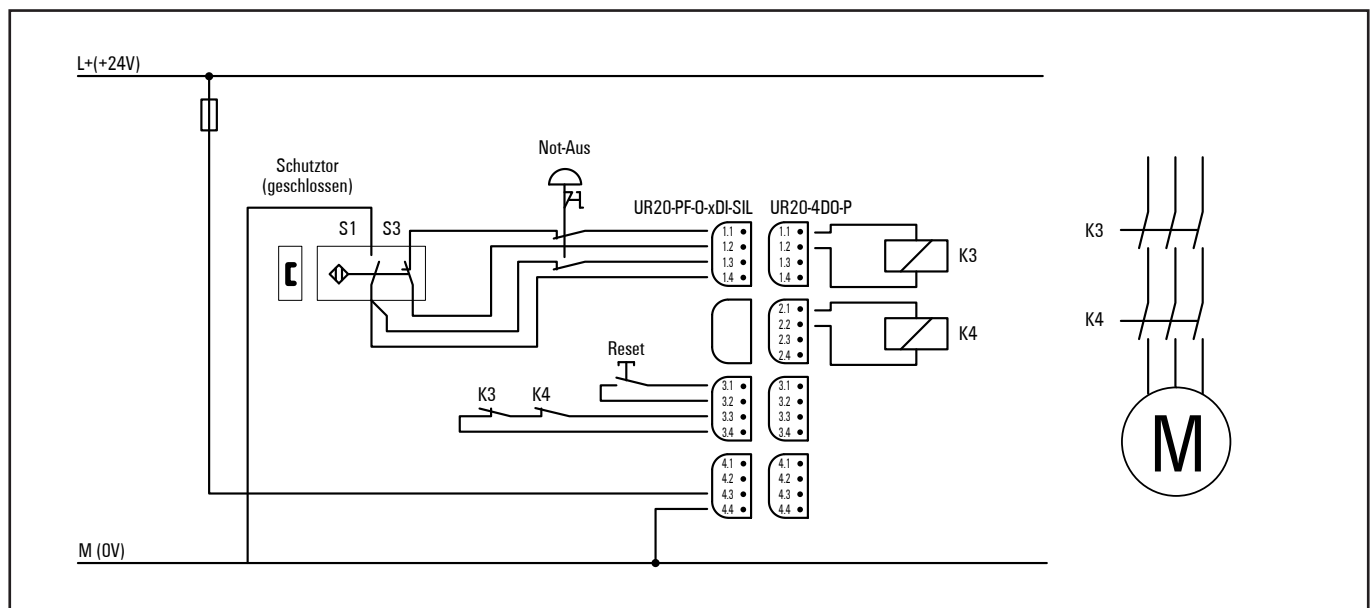 L+(+24V)
Not-Aus
Schutztor
(geschlossen)
S1 S3
UR20-PF-O-xDI-SIL UR20-4DO-P
1.1
1.2
1.3
1.4
1.1
1.2
1.3
1.4
K3
2.1
2.2
2.3
2.4
K4
Reset
K3 K4
3.1
3.2
3.3
3.4
3.1
3.2
3.3
3.4
4.1
4.2
4.3
4.4
4.1
4.2
4.3
4.4
M (0V)
K3
K4
M